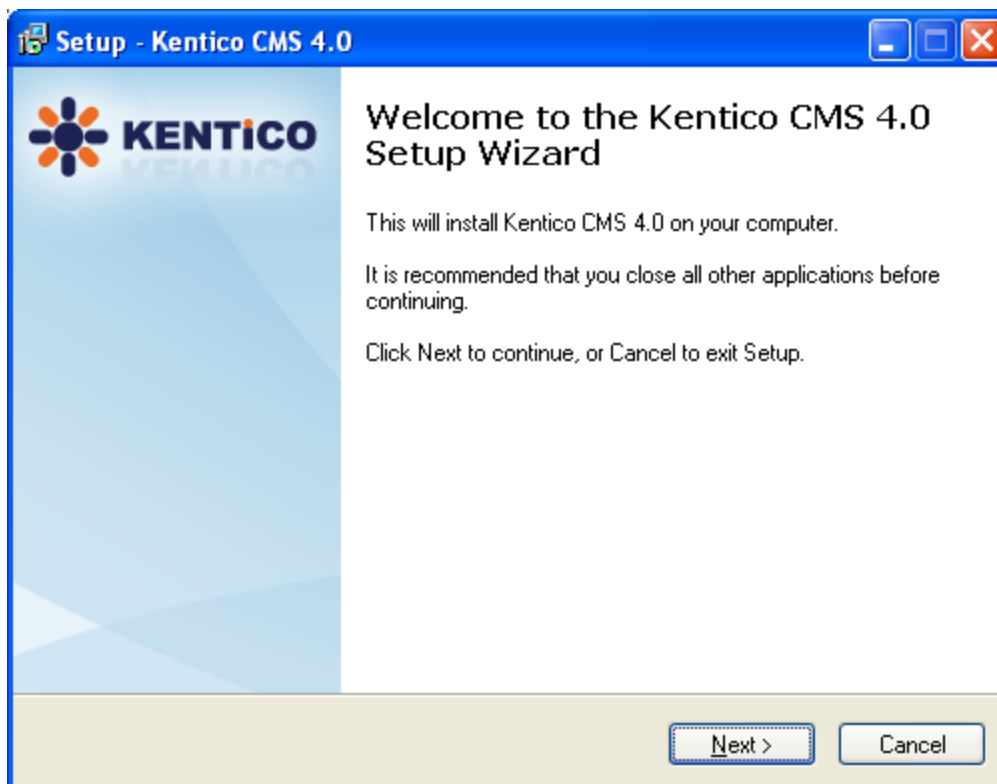 Setup - Kentico CMS 4.0
KENTiCO
Welcome to the Kentico CMS 4.0
Setup Wizard
This will install Kentico CMS 4.0 on your computer.
It is recommended that you close all other applications before
continuing.
Click Next to continue, or Cancel to exit Setup.
Next >
Cancel